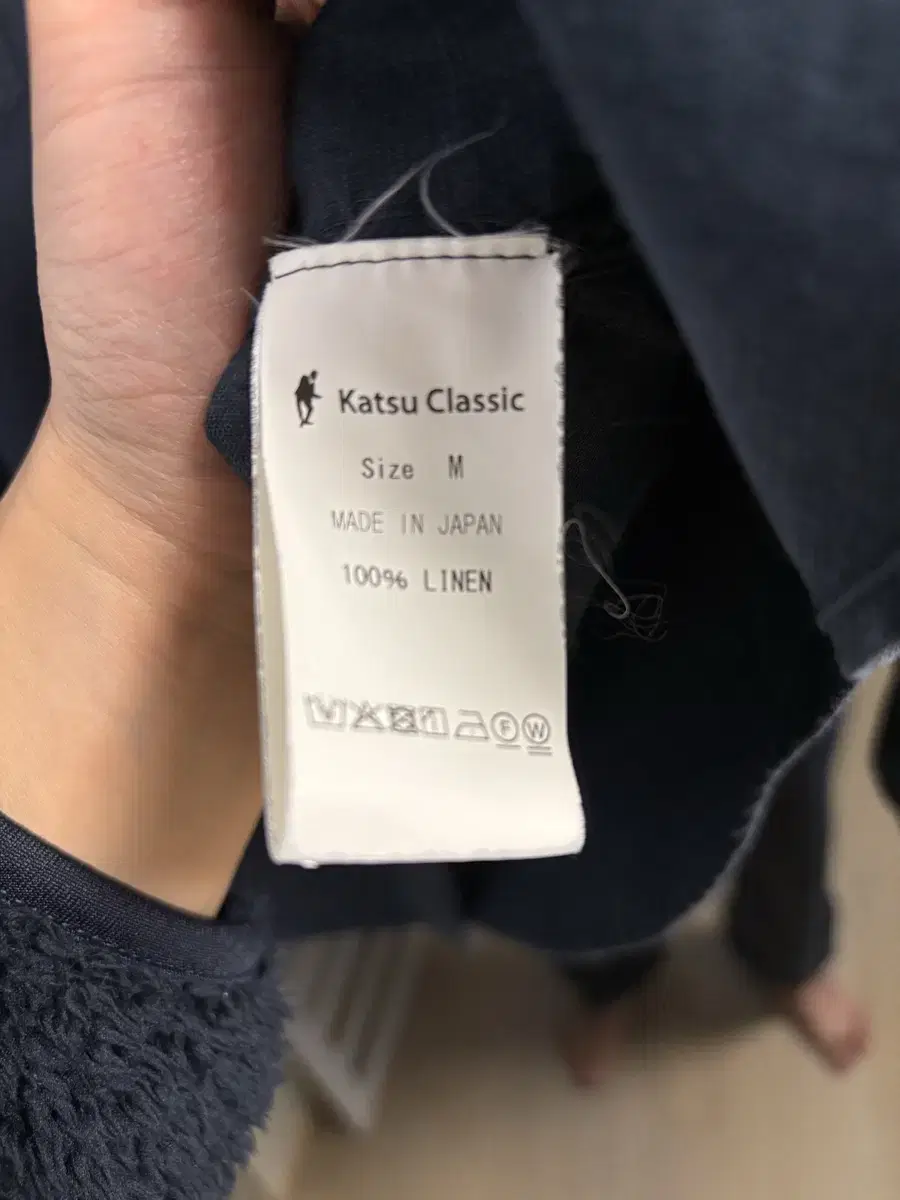 Katsu Classic
Size M
MADE IN JAPAN
100% LINEN
F W